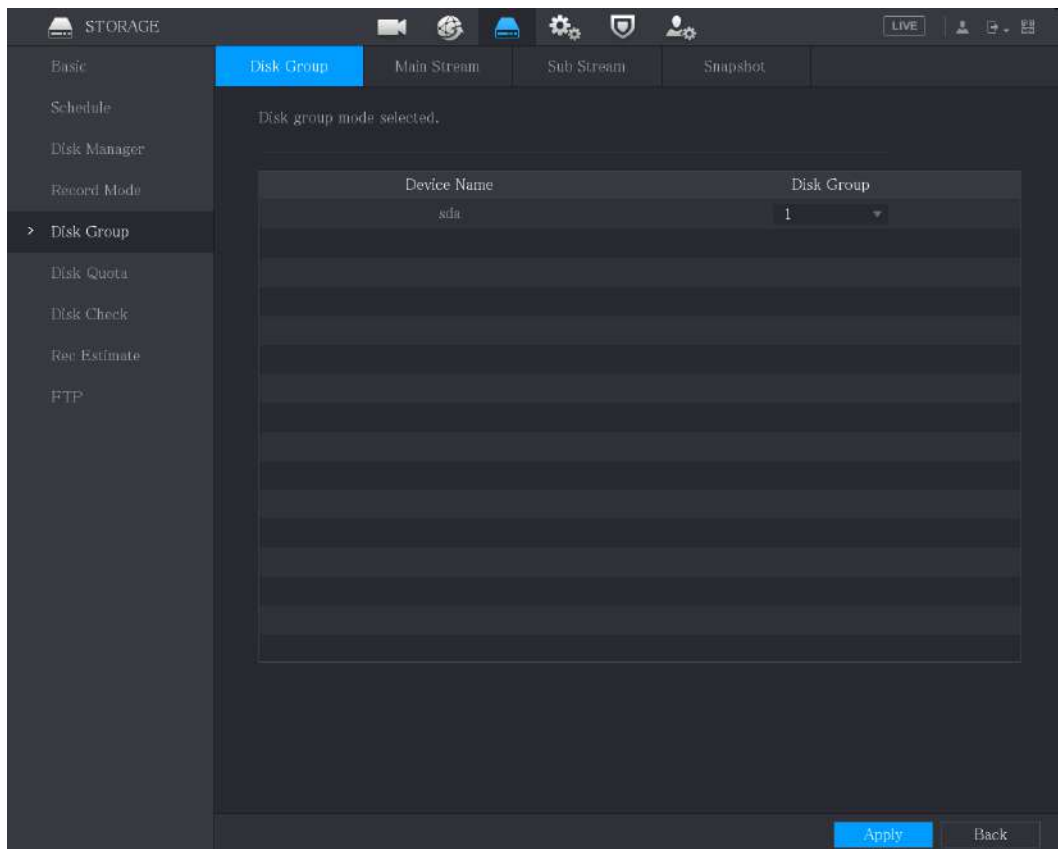 STORAGE
LIVE
Basic
Schedule
Disk Manager
Record Mode
> Disk Group
Disk Quota
Disk Check
Rec Estimate
FTP
Disk Group Main Stream Sub Stream Snapshot
Disk group mode selected.
Device Name Disk Group
sda 1
Apply Back